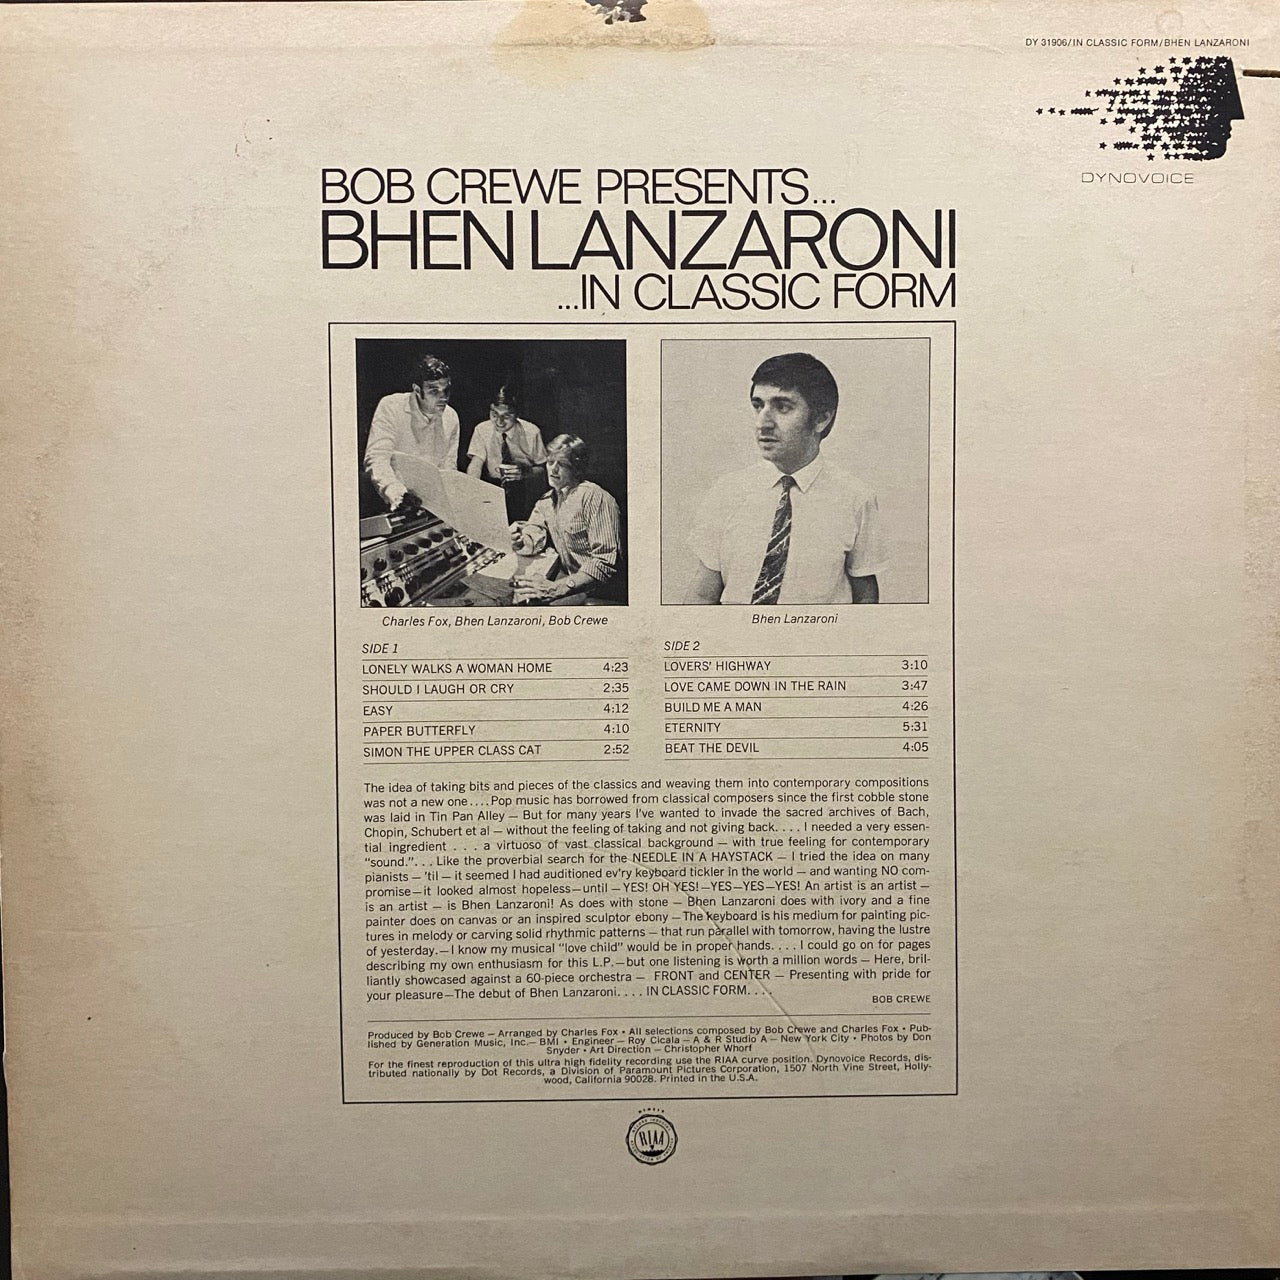 DY 31906/IN CLASSIC FORM/BHEN LANZARONI
DYNOVOICE
BOB CREWE PRESENTS...
BHEN LANZARONI
...IN CLASSIC FORM
Charles Fox, Bhen Lanzaroni, Bob Crewe
Bhen Lanzaroni
SIDE 1
LONELY WALKS A WOMAN HOME 4:23
SHOULD I LAUGH OR CRY 2:35
EASY 4:12
PAPER BUTTERFLY 4:10
SIMON THE UPPER CLASS CAT 2:52
SIDE 2
LOVERS' HIGHWAY 3:10
LOVE CAME DOWN IN THE RAIN 3:47
BUILD ME A MAN 4:26
ETERNITY 5:31
BEAT THE DEVIL 4:05
The idea of taking bits and pieces of the classics and weaving them into contemporary compositions
was not a new one....Pop music has borrowed from classical composers since the first cobble stone
was laid in Tin Pan Alley — But for many years I've wanted to invade the sacred archives of Bach,
Chopin, Schubert et al — without the feeling of taking and not giving back.... I needed a very essen-
tial ingredient ... a virtuoso of vast classical background — with true feeling for contemporary
"sound."... Like the proverbial search for the NEEDLE IN A HAYSTACK — I tried the idea on many
pianists — 'til — it seemed I had auditioned ev'ry keyboard tickler in the world — and wanting NO com-
promise—it looked almost hopeless—until —YES! OH YES!—YES—YES—YES! An artist is an artist —
is an artist — is Bhen Lanzaroni! As does with stone — Bhen Lanzaroni does with ivory and a fine
painter does on canvas or an inspired sculptor ebony —The keyboard is his medium for painting pic-
tures in melody or carving solid rhythmic patterns — that run parallel with tomorrow, having the lustre
of yesterday.—I know my musical "love child" would be in proper hands.... I could go on for pages
describing my own enthusiasm for this L.P.—but one listening is worth a million words — Here, bril-
liantly showcased against a 60-piece orchestra — FRONT and CENTER — Presenting with pride for
your pleasure—The debut of Bhen Lanzaroni.... IN CLASSIC FORM....
BOB CREWE
Produced by Bob Crewe — Arranged by Charles Fox • All selections composed by Bob Crewe and Charles Fox • Pub-
lished by Generation Music, Inc.— BMI • Engineer — Roy Cicala — A & R Studio A — New York City • Photos by Don
Snyder • Art Direction — Christopher Whorf
For the finest reproduction of this ultra high fidelity recording use the RIAA curve position. Dynovoice Records, dis-
tributed nationally by Dot Records, a Division of Paramount Pictures Corporation, 1507 North Vine Street, Holly-
wood, California 90028. Printed in the U.S.A.
RIAA